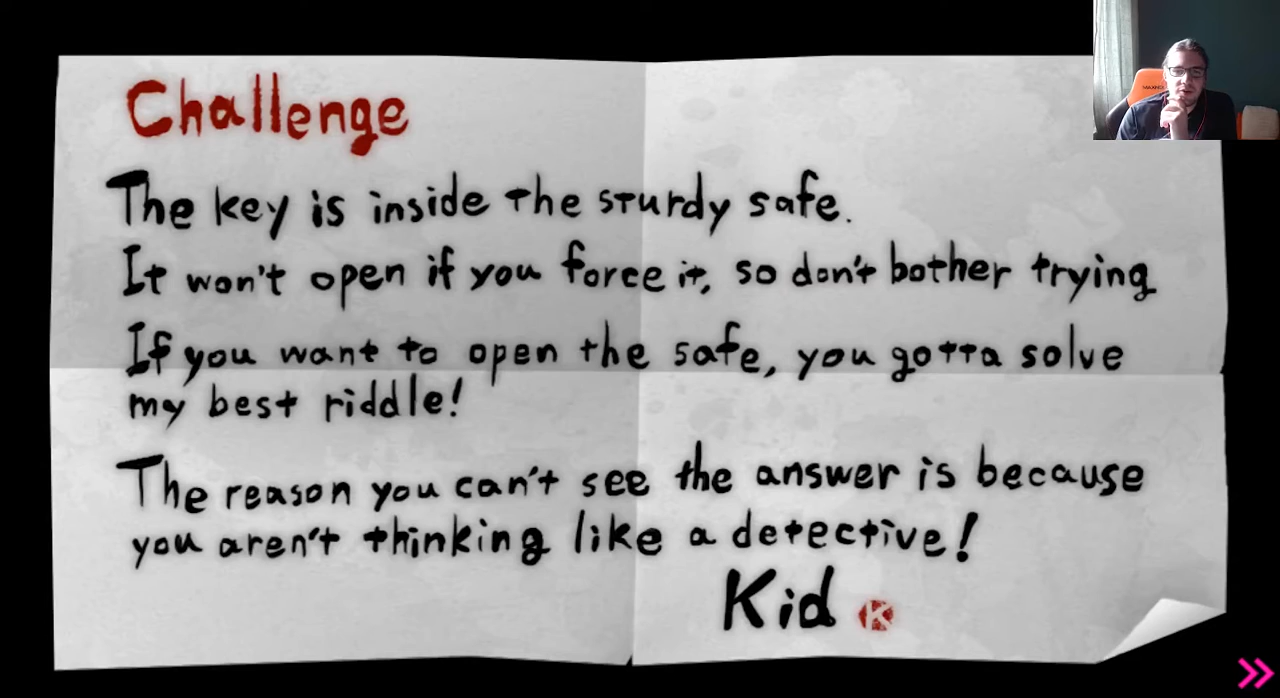 Challenge
The key is inside the sturdy safe.
It won't open if you force it, so don't bother trying
If you want to open the safe, you gotta solve
my best riddle!
The reason you can't see the answer is because
you aren't thinking like a detective!
Kid K